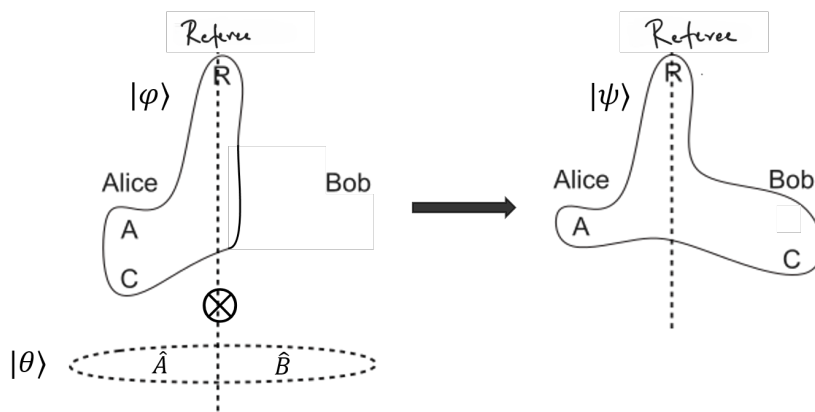 Referee
Referee
R
R
|φ⟩
|ψ⟩
Alice
Bob
Alice
Bob
A
A
C
C
|θ⟩
Â
B̂